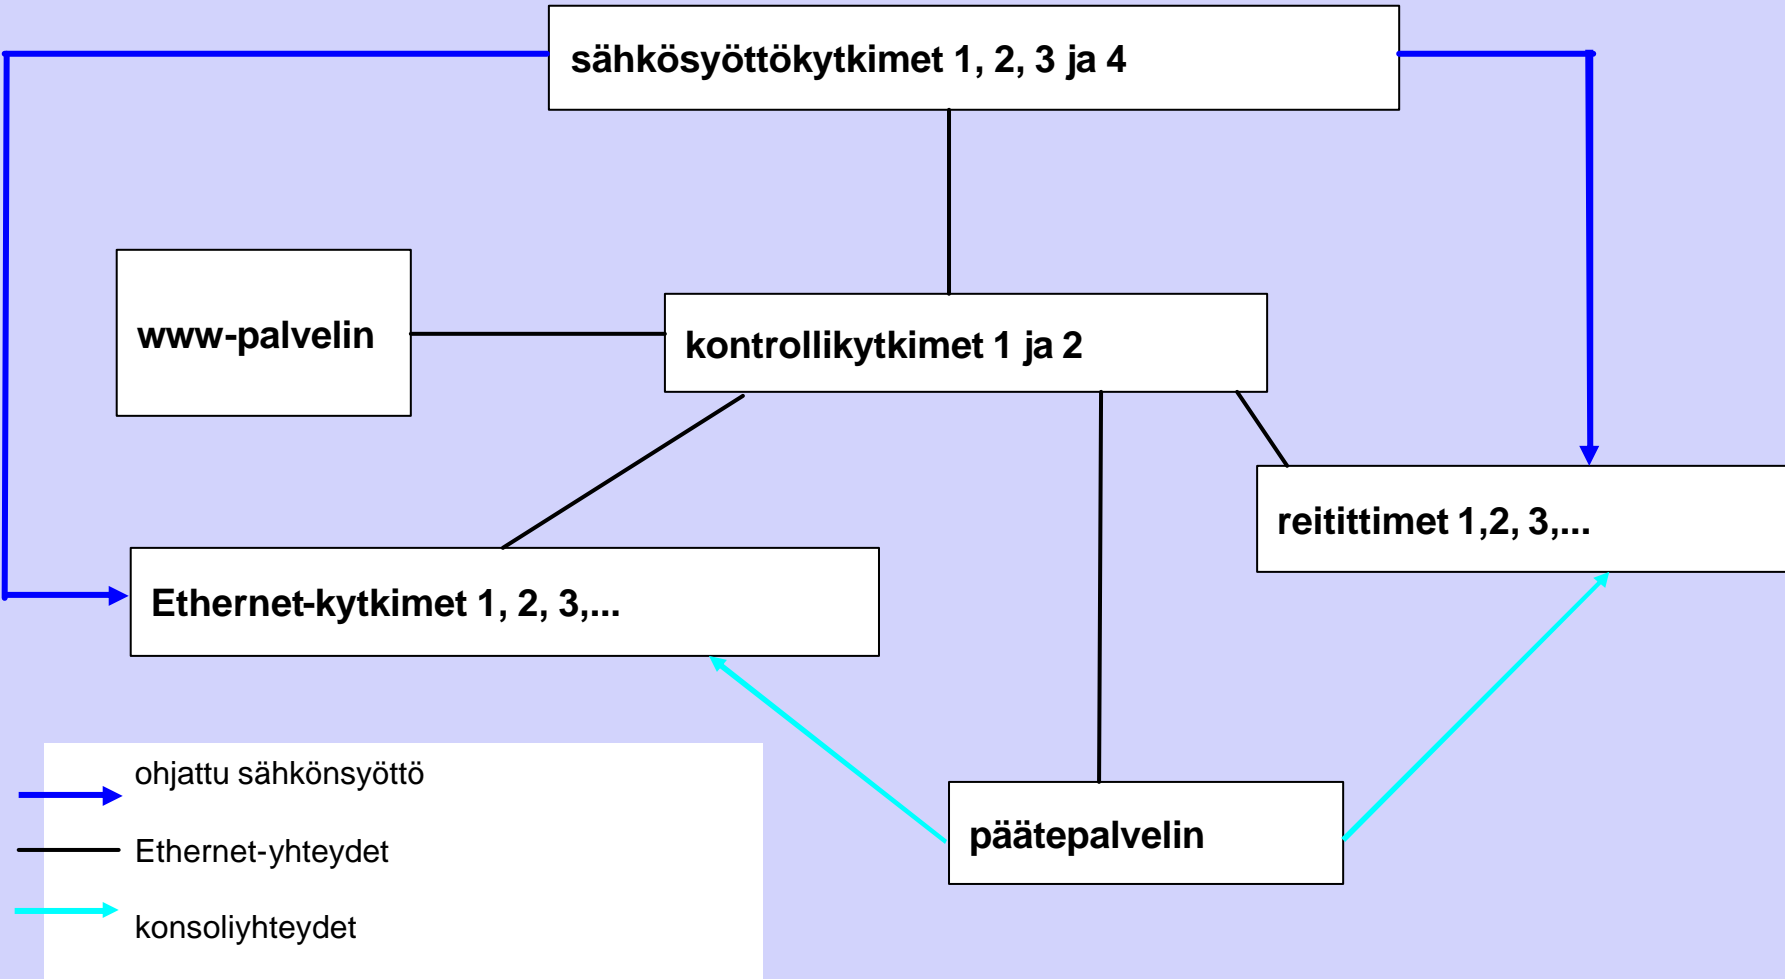 sähkösyöttökytkimet 1, 2, 3 ja 4
www-palvelin
kontrollikytkimet 1 ja 2
reitittimet 1,2, 3,...
Ethernet-kytkimet 1, 2, 3,...
ohjattu sähkönsyöttö
Ethernet-yhteydet
konsoliyhteydet
päätepalvelin